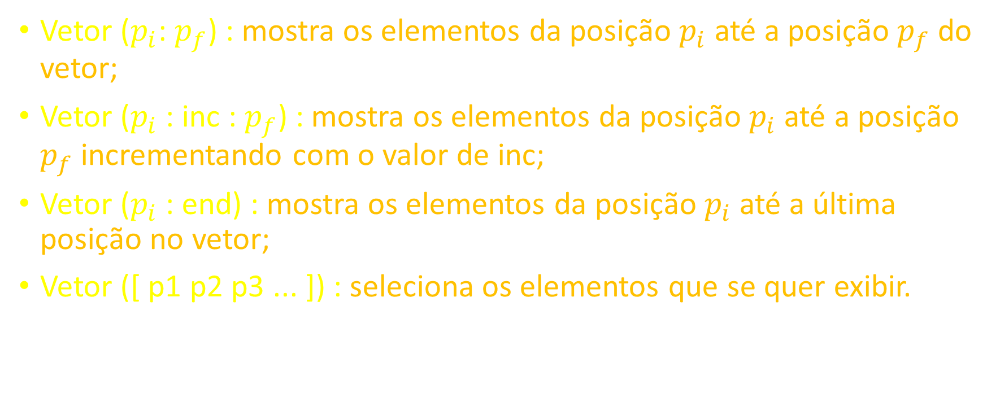 • Vetor (p_i: p_f) : mostra os elementos da posição p_i até a posição p_f do
vetor;
• Vetor (p_i : inc : p_f) : mostra os elementos da posição p_i até a posição
p_f incrementando com o valor de inc;
• Vetor (p_i : end) : mostra os elementos da posição p_i até a última
posição no vetor;
• Vetor ([ p1 p2 p3 ... ]) : seleciona os elementos que se quer exibir.